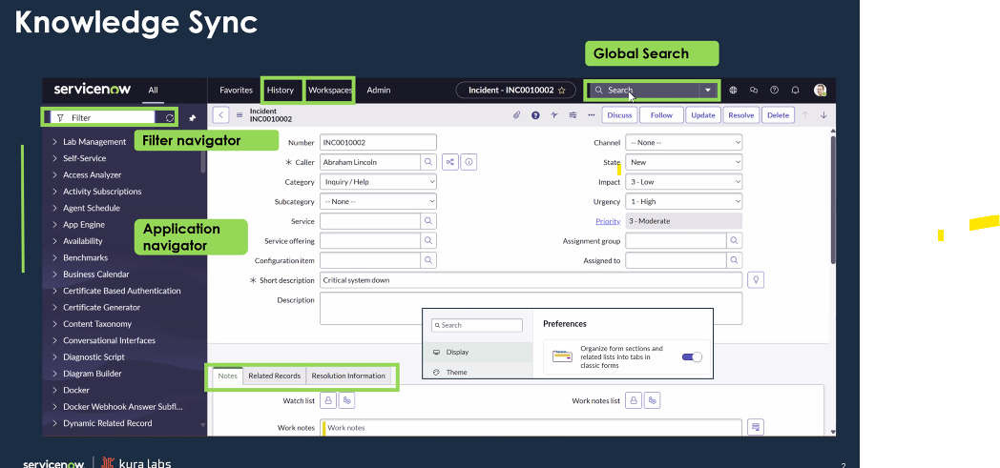 Knowledge Sync
Global Search
servicenow All Favorites History Workspaces Admin Incident - INC0010002 Search
Filter
Incident
INC0010002
Discuss Follow Update Resolve Delete
Filter navigator
Application
navigator
Lab Management
Self-Service
Access Analyzer
Activity Subscriptions
Agent Schedule
App Engine
Availability
Benchmarks
Business Calendar
Certificate Based Authentication
Certificate Generator
Content Taxonomy
Conversational Interfaces
Diagnostic Script
Diagram Builder
Docker
Docker Webhook Answer Subfl...
Dynamic Related Record
Number INC0010002
Caller Abraham Lincoln
Category Inquiry / Help
Subcategory -- None --
Service
Service offering
Configuration item
Short description Critical system down
Description
Channel -- None --
State New
Impact 3 - Low
Urgency 1 - High
Priority 3 - Moderate
Assignment group
Assigned to
Search
Display
Theme
Preferences
Organize form sections and
related lists into tabs in
classic forms
Notes Related Records Resolution Information
Watch list Work notes list
Work notes Work notes
servicenow kura labs 2